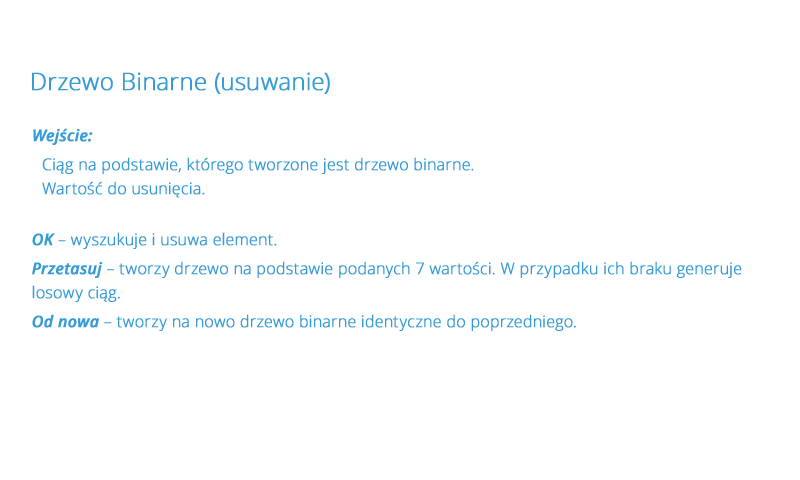 Drzewo Binarne (usuwanie)
Wejście:
Ciąg na podstawie, którego tworzone jest drzewo binarne.
Wartość do usunięcia.
OK – wyszukuje i usuwa element.
Przetasuj – tworzy drzewo na podstawie podanych 7 wartości. W przypadku ich braku generuje
losowy ciąg.
Od nowa – tworzy na nowo drzewo binarne identyczne do poprzedniego.